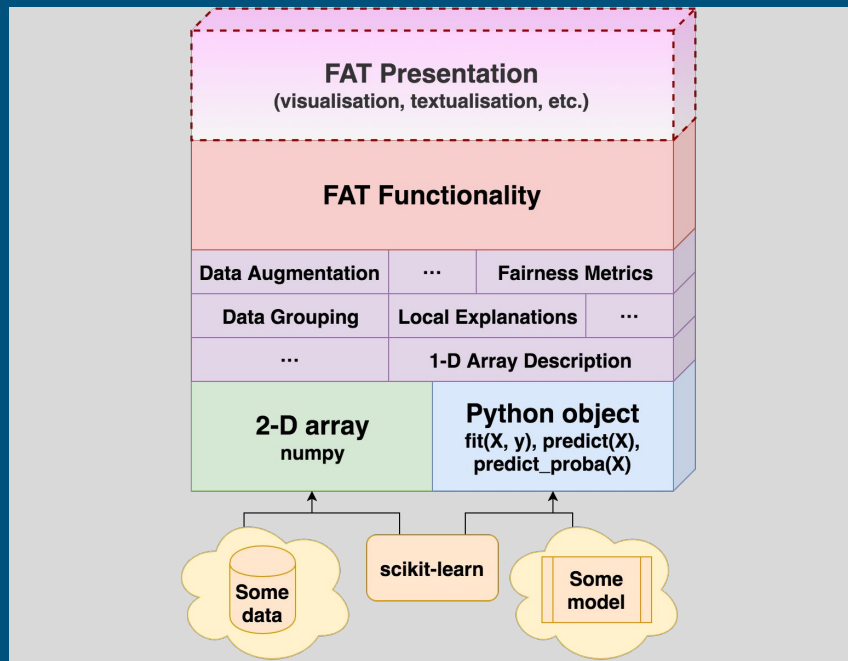 FAT Presentation
(visualisation, textualisation, etc.)
FAT Functionality
Data Augmentation
...
Fairness Metrics
Data Grouping
Local Explanations
...
...
1-D Array Description
2-D array
numpy
Python object
fit(X, y), predict(X),
predict_proba(X)
Some
data
scikit-learn
Some
model